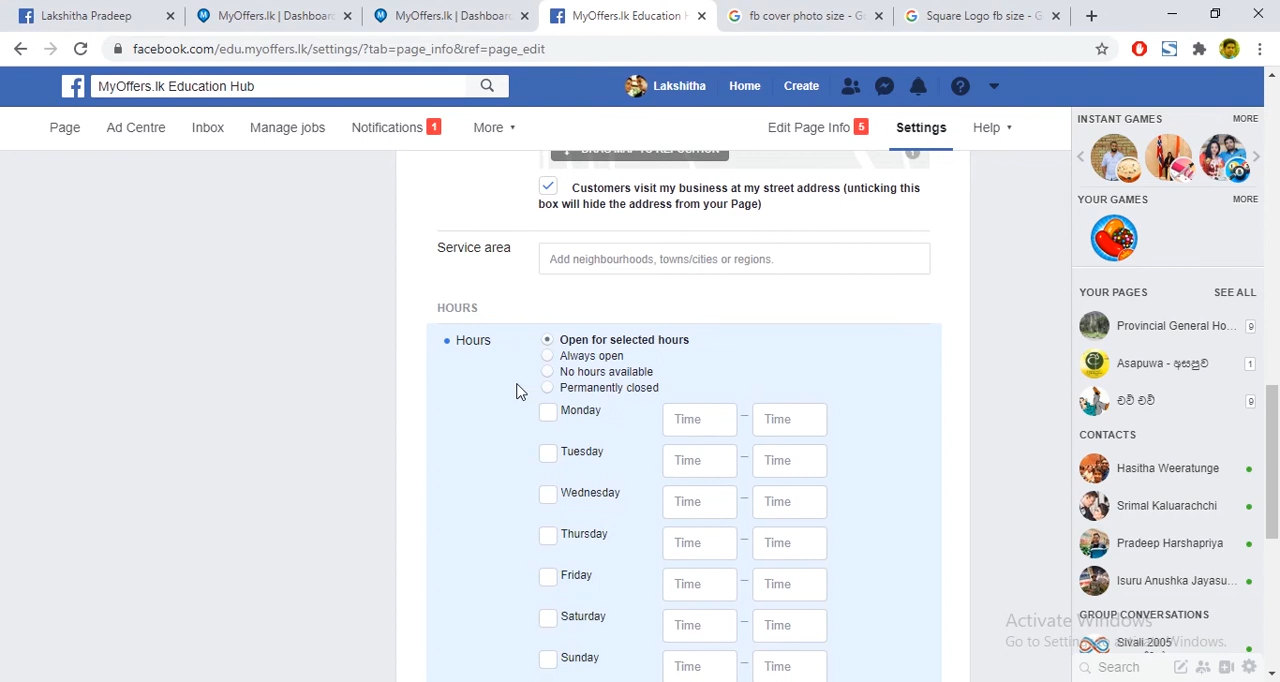 Lakshitha Pradeep
MyOffers.lk | Dashboar
MyOffers.lk | Dashboar
MyOffers.lk Education H
fb cover photo size - Go
Square Logo fb size - G
facebook.com/edu.myoffers.lk/settings/?tab=page_info&ref=page_edit
MyOffers.lk Education Hub
Lakshitha Home Create
Page Ad Centre Inbox Manage jobs Notifications 1 More Edit Page Info 5 Settings Help
INSTANT GAMES MORE
YOUR GAMES MORE
Customers visit my business at my street address (unticking this
box will hide the address from your Page)
Service area Add neighbourhoods, towns/cities or regions.
HOURS
Hours Open for selected hours
Always open
No hours available
Permanently closed
Monday Time – Time
Tuesday Time – Time
Wednesday Time – Time
Thursday Time – Time
Friday Time – Time
Saturday Time – Time
Sunday Time – Time
YOUR PAGES SEE ALL
Provincial General Ho... 9
Asapuwa - අසපුව 1
චව් චව් 9
CONTACTS
Hasitha Weeratunge
Srimal Kaluarachchi
Pradeep Harshapriya
Isuru Anushka Jayasu...
GROUP CONVERSATIONS
Sivali 2005
Activate Windows
Search